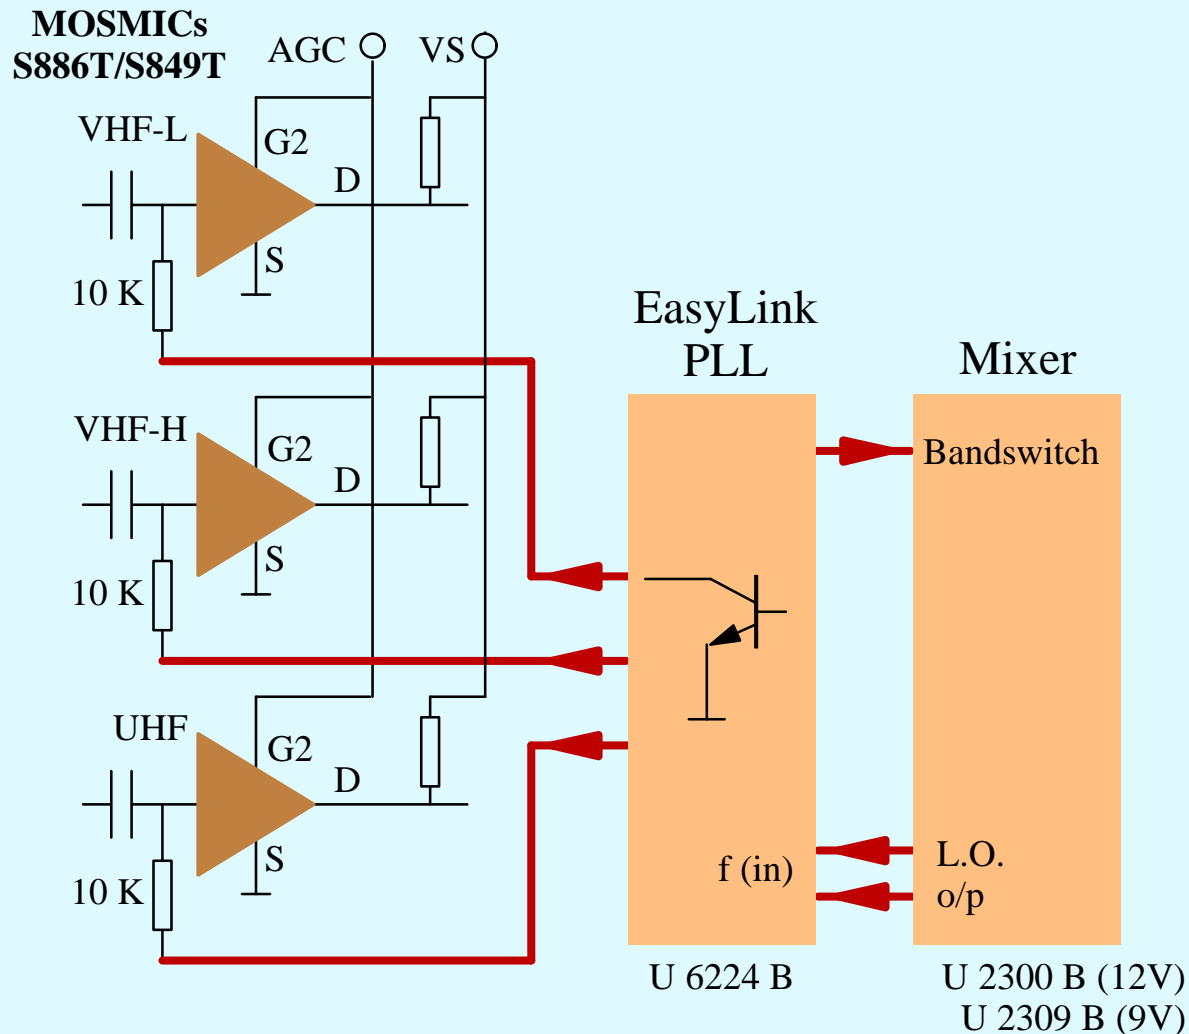 MOSMICs
S886T/S849T
AGC
VS
VHF-L
G2
D
S
10 K
EasyLink
PLL
Mixer
VHF-H
G2
D
S
10 K
Bandswitch
UHF
G2
D
S
10 K
f (in)
L.O.
o/p
U 6224 B
U 2300 B (12V)
U 2309 B (9V)